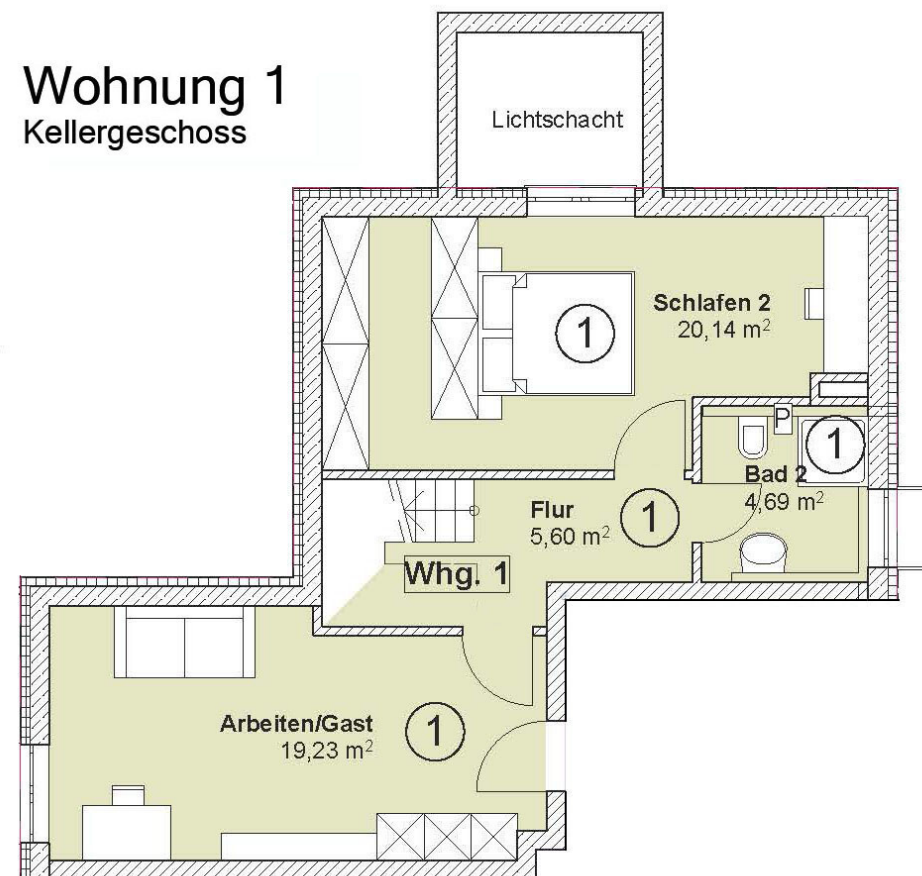 Wohnung 1
Kellergeschoss
Lichtschacht
Schlafen 2
20,14 m²
1
P
1
Bad 2
4,69 m²
Flur
5,60 m²
1
Whg. 1
Arbeiten/Gast
19,23 m²
1